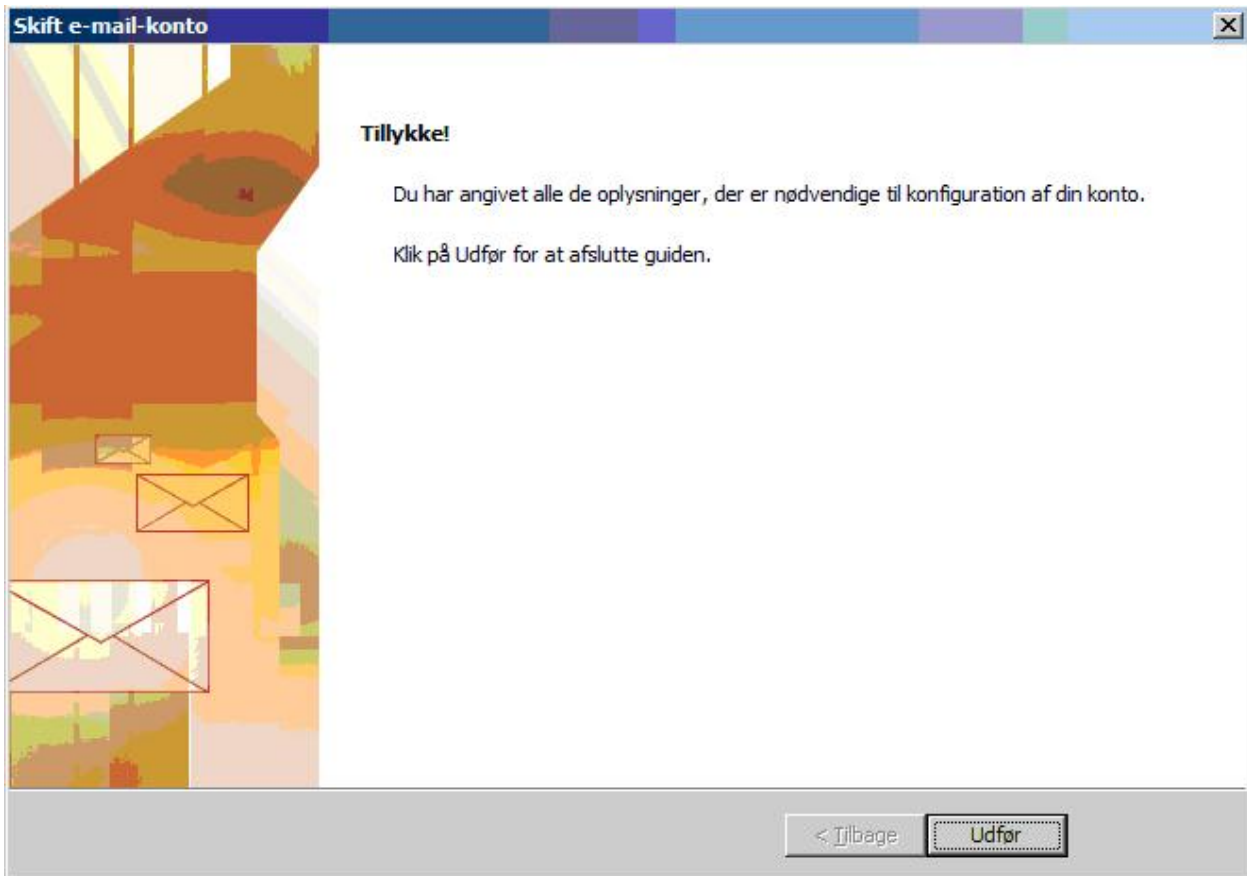 Skift e-mail-konto
Tillykke!
Du har angivet alle de oplysninger, der er nødvendige til konfiguration af din konto.
Klik på Udfør for at afslutte guiden.
< Tilbage
Udfør